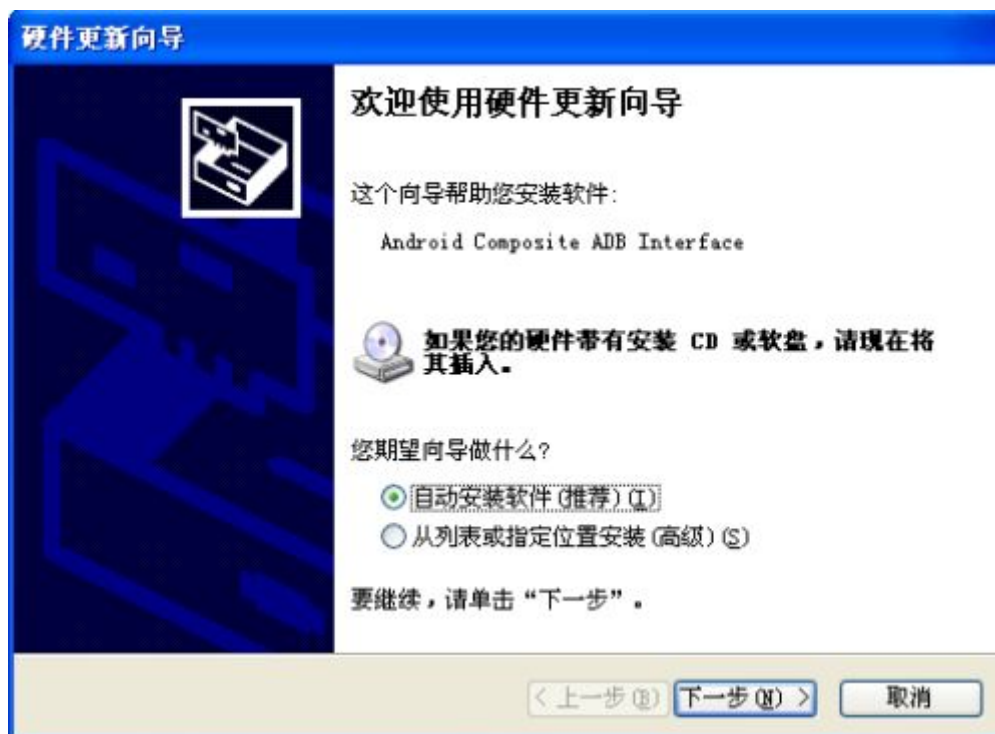 硬件更新向导
欢迎使用硬件更新向导
这个向导帮助您安装软件:
Android Composite ADB Interface
如果您的硬件带有安装 CD 或软盘，请现在将
其插入。
您期望向导做什么?
自动安装软件(推荐)(I)
从列表或指定位置安装(高级)(S)
要继续，请单击“下一步”。
< 上一步(B) 下一步(N) > 取消